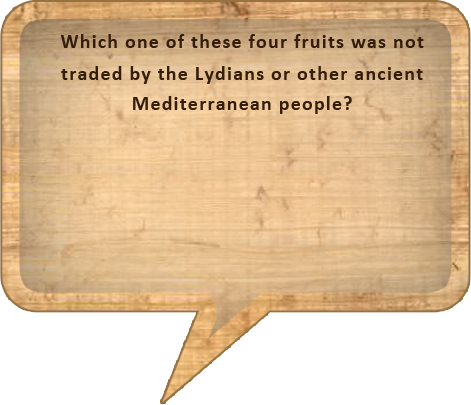 Which one of these four fruits was not
traded by the Lydians or other ancient
Mediterranean people?